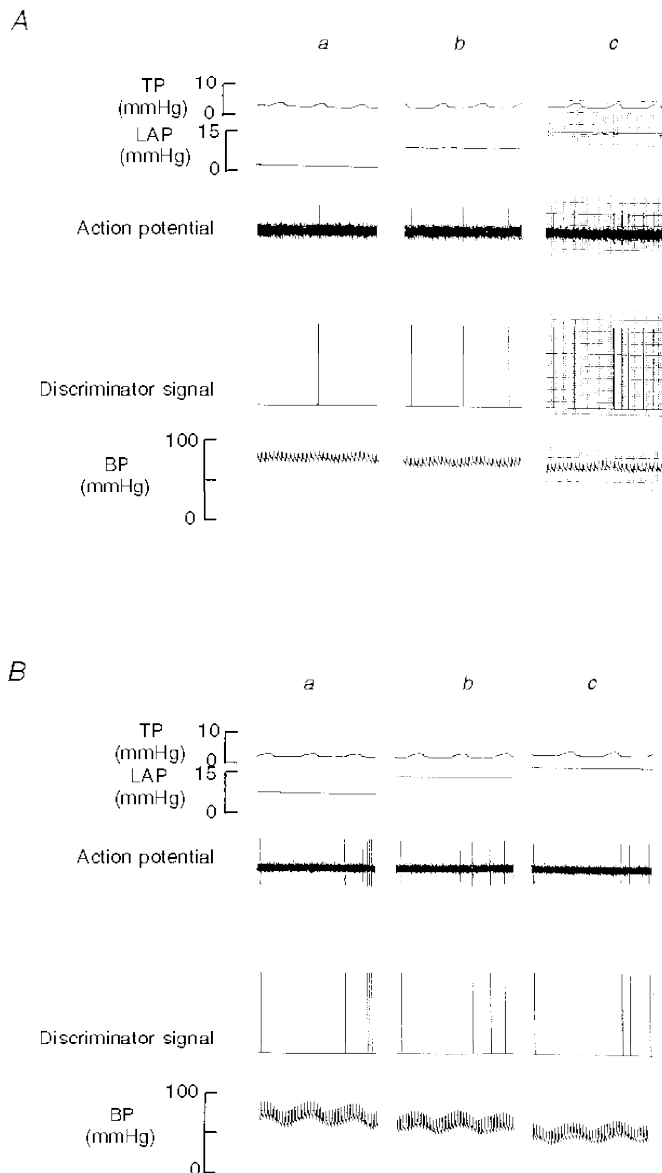 A
a b c
TP 10
(mmHg) 0
LAP 15
(mmHg) 0
Action potential
Discriminator signal
100
BP
(mmHg)
0
B
a b c
TP 10
(mmHg) 0
LAP 15
(mmHg) 0
Action potential
Discriminator signal
100
BP
(mmHg)
0